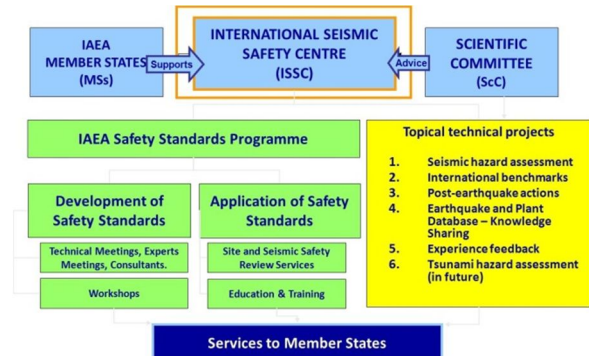 IAEA
MEMBER STATES
(MSs)
Supports
INTERNATIONAL SEISMIC
SAFETY CENTRE
(ISSC)
Advice
SCIENTIFIC
COMMITTEE
(ScC)
IAEA Safety Standards Programme
Development of
Safety Standards
Technical Meetings, Experts
Meetings, Consultants.
Workshops
Application of Safety
Standards
Site and Seismic Safety
Review Services
Education & Training
Topical technical projects
1. Seismic hazard assessment
2. International benchmarks
3. Post-earthquake actions
4. Earthquake and Plant
Database – Knowledge
Sharing
5. Experience feedback
6. Tsunami hazard assessment
(in future)
Services to Member States